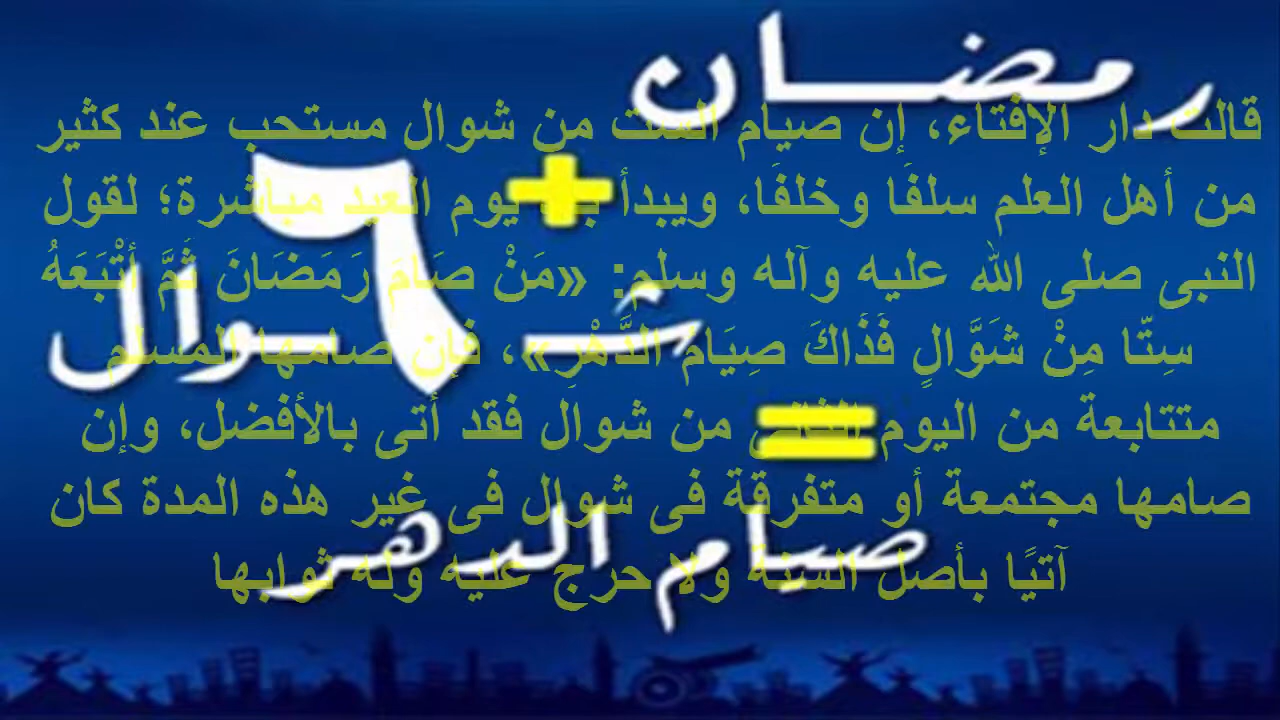 رمضان
+
٦ شـوال
=
صيام الدهر
قالت دار الإفتاء، إن صيام الست من شوال مستحب عند كثير
من أهل العلم سلفًا وخلفًا، ويبدأ بعد يوم العيد مباشرة؛ لقول
النبى صلى الله عليه وآله وسلم: «مَنْ صَامَ رَمَضَانَ ثُمَّ أَتْبَعَهُ
سِتّا مِنْ شَوَّالٍ فَذَاكَ صِيَام الدَّهْرِ»، فإن صامها المسلم
متتابعة من اليوم الثانى من شوال فقد أتى بالأفضل، وإن
صامها مجتمعة أو متفرقة فى شوال فى غير هذه المدة كان
آتيًا بأصل السنة ولا حرج عليه وله ثوابها